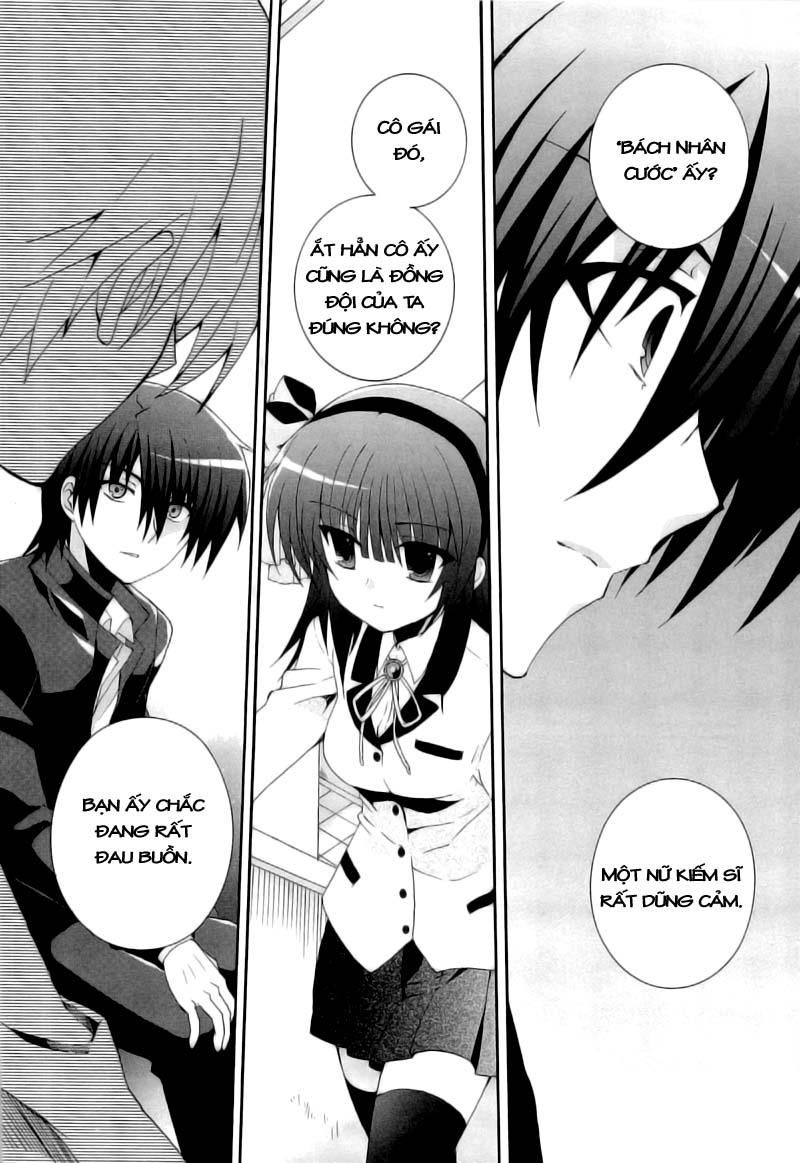 "BÁCH NHÂN
CƯỚC" ẤY?
MỘT NỮ KIẾM SĨ
RẤT DŨNG CẢM.
CÔ GÁI
ĐÓ,
ẮT HẲN CÔ ẤY
CŨNG LÀ ĐỒNG
ĐỘI CỦA TA
ĐÚNG KHÔNG?
BẠN ẤY CHẮC
ĐANG RẤT
ĐAU BUỒN.